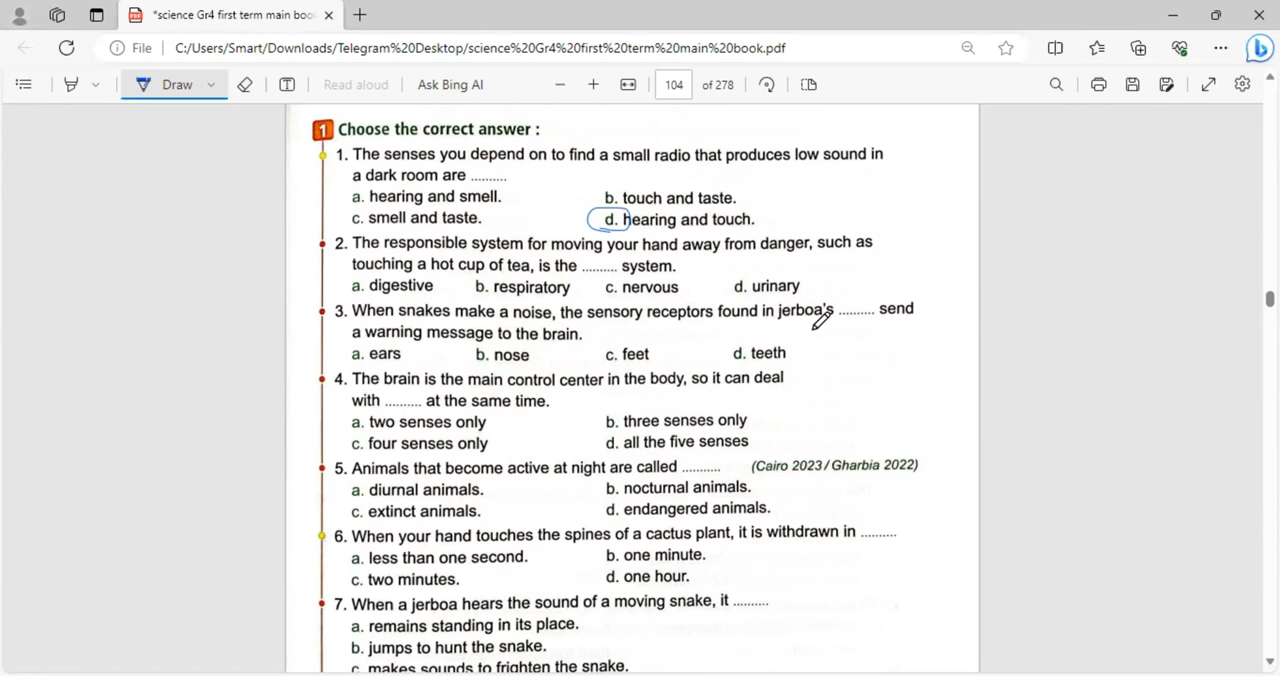 *science Gr4 first term main boo
File C:/Users/Smart/Downloads/Telegram%20Desktop/science%20Gr4%20first%20term%20main%20book.pdf
Draw Read aloud Ask Bing AI 104 of 278
1 Choose the correct answer :
1. The senses you depend on to find a small radio that produces low sound in
a dark room are ..........
a. hearing and smell. b. touch and taste.
c. smell and taste. d. hearing and touch.
2. The responsible system for moving your hand away from danger, such as
touching a hot cup of tea, is the .......... system.
a. digestive b. respiratory c. nervous d. urinary
3. When snakes make a noise, the sensory receptors found in jerboa's .......... send
a warning message to the brain.
a. ears b. nose c. feet d. teeth
4. The brain is the main control center in the body, so it can deal
with .......... at the same time.
a. two senses only b. three senses only
c. four senses only d. all the five senses
5. Animals that become active at night are called .......... (Cairo 2023/Gharbia 2022)
a. diurnal animals. b. nocturnal animals.
c. extinct animals. d. endangered animals.
6. When your hand touches the spines of a cactus plant, it is withdrawn in ..........
a. less than one second. b. one minute.
c. two minutes. d. one hour.
7. When a jerboa hears the sound of a moving snake, it ..........
a. remains standing in its place.
b. jumps to hunt the snake.
c. makes sounds to frighten the snake.